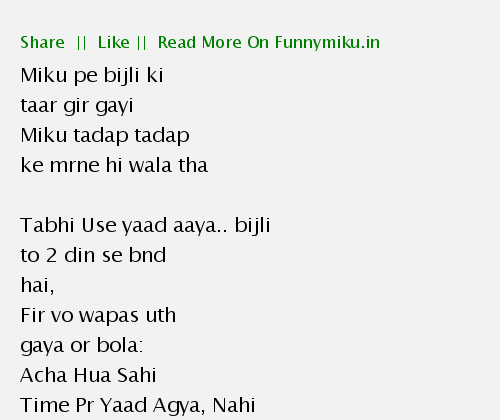 Share || Like || Read More On Funnymiku.in
Miku pe bijli ki
taar gir gayi
Miku tadap tadap
ke mrne hi wala tha
Tabhi Use yaad aaya.. bijli
to 2 din se bnd
hai,
Fir vo wapas uth
gaya or bola:
Acha Hua Sahi
Time Pr Yaad Agya, Nahi